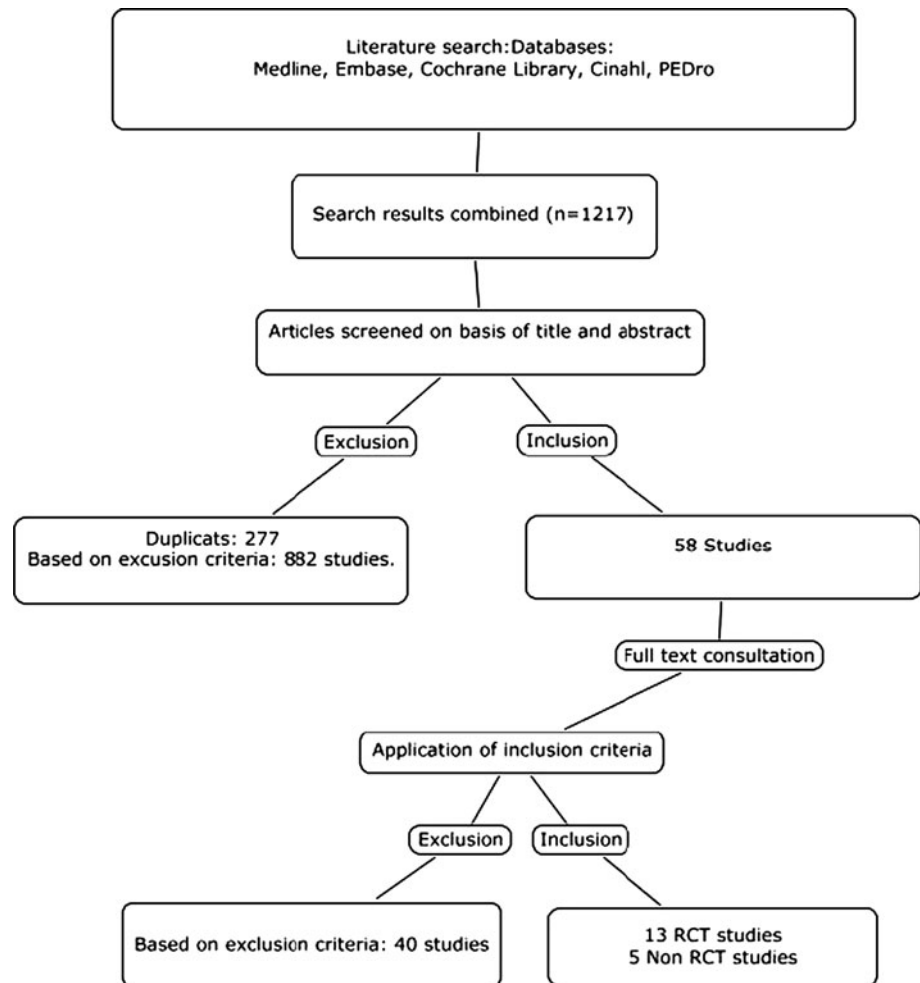 Literature search:Databases:
Medline, Embase, Cochrane Library, Cinahl, PEDro
Search results combined (n=1217)
Articles screened on basis of title and abstract
Exclusion
Inclusion
Duplicats: 277
Based on excusion criteria: 882 studies.
58 Studies
Full text consultation
Application of inclusion criteria
Exclusion
Inclusion
Based on exclusion criteria: 40 studies
13 RCT studies
5 Non RCT studies